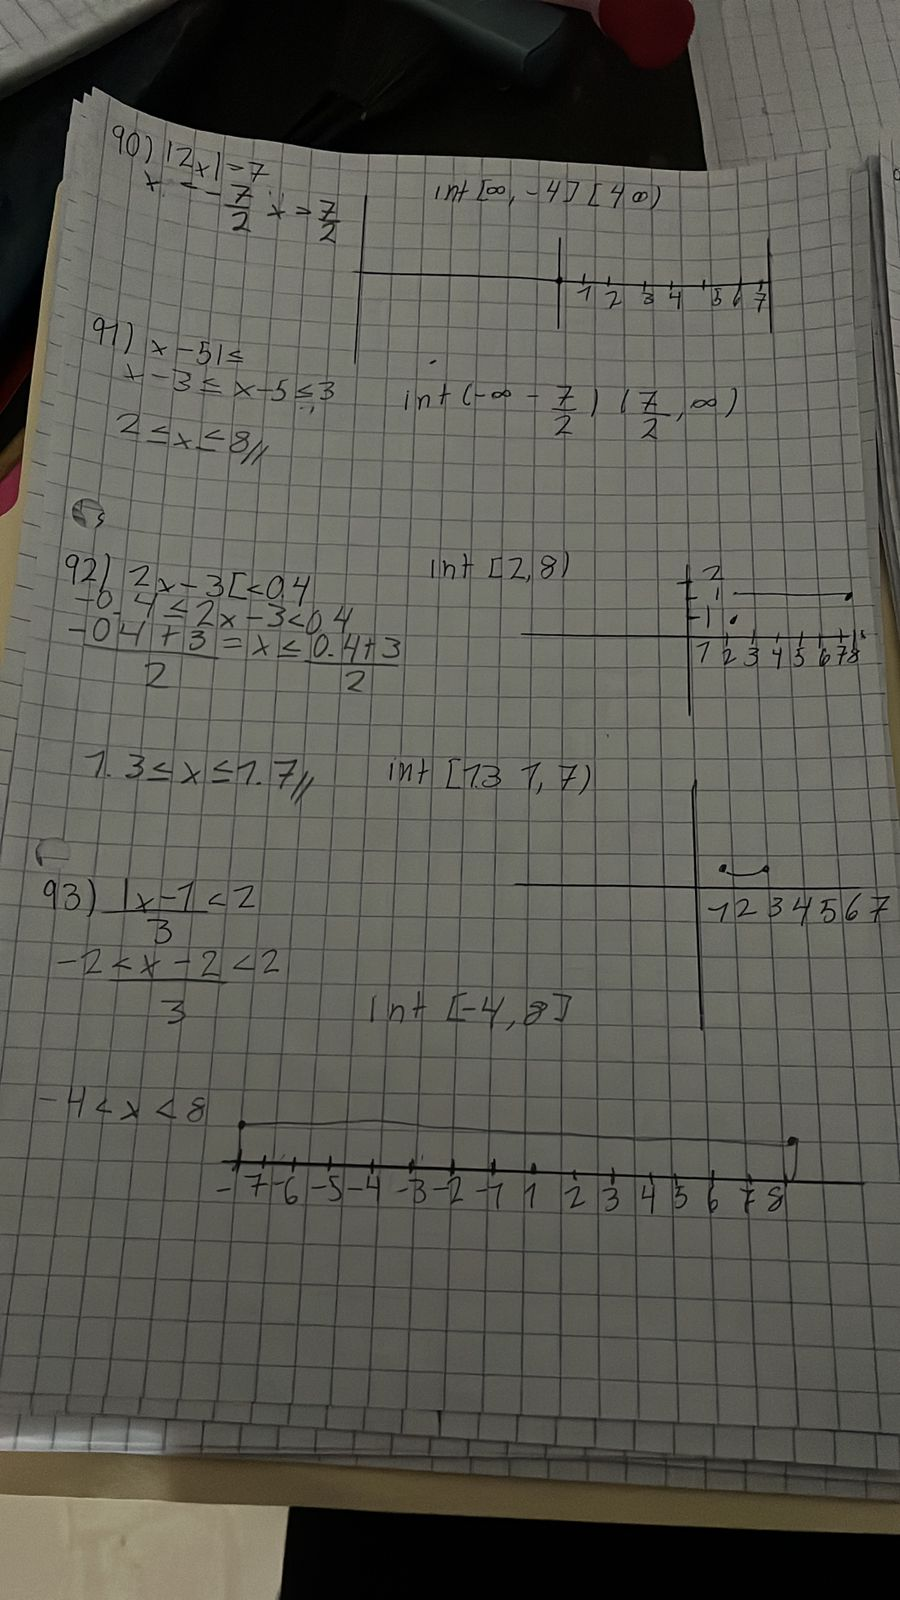 90) |2x| = 7
x = -7/2 x = 7/2
int [∞, -4] [4 ∞)
1 2 3 4 5 6 7
91) x - 5| ≤
x - 3 ≤ x - 5 ≤ 3
int (-∞ - 7/2) (7/2, ∞)
2 ≤ x ≤ 8//
92) 2x - 3[ < 0.4
-0.4 ≤ 2x - 3 < 0.4
-0.4 + 3 / 2 = x ≤ 0.4 + 3 / 2
int [2, 8)
2
1
-1
1 2 3 4 5 6 7 8
1.3 ≤ x ≤ 1.7//
int [1.3 1,7)
1 2 3 4 5 6 7
93) |x - 1 / 3 < 2
-2 < x - 2 / 3 < 2
int [-4, 8]
-4 < x < 8
-7 -6 -5 -4 -3 -2 -1 1 2 3 4 5 6 7 8